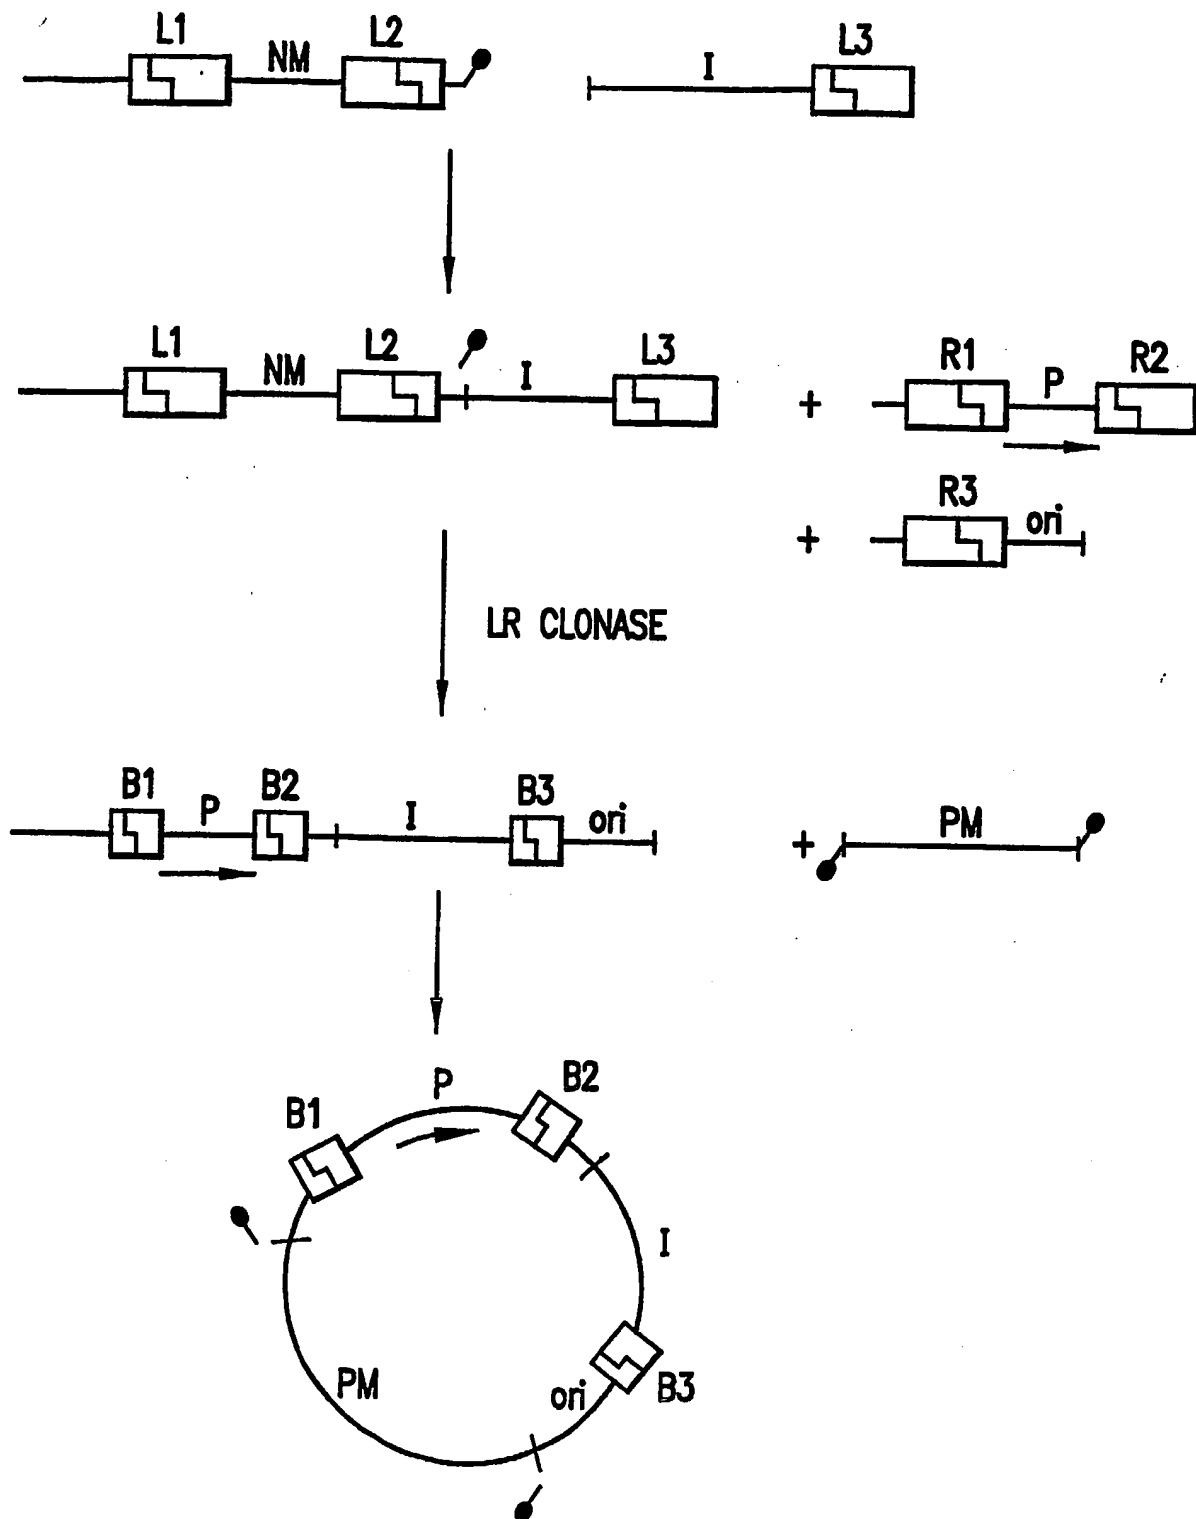 L1 NM L2 I L3
L1 NM L2 I L3 + R1 P R2
+ R3 ori
LR CLONASE
B1 P B2 I B3 ori + PM
P
B1
B2
I
PM
ori
B3